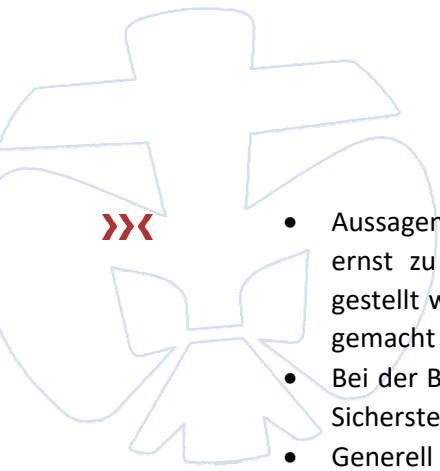 • Aussagen
ernst zu
gestellt
gemacht
• Bei der
Sicherste
• Generell